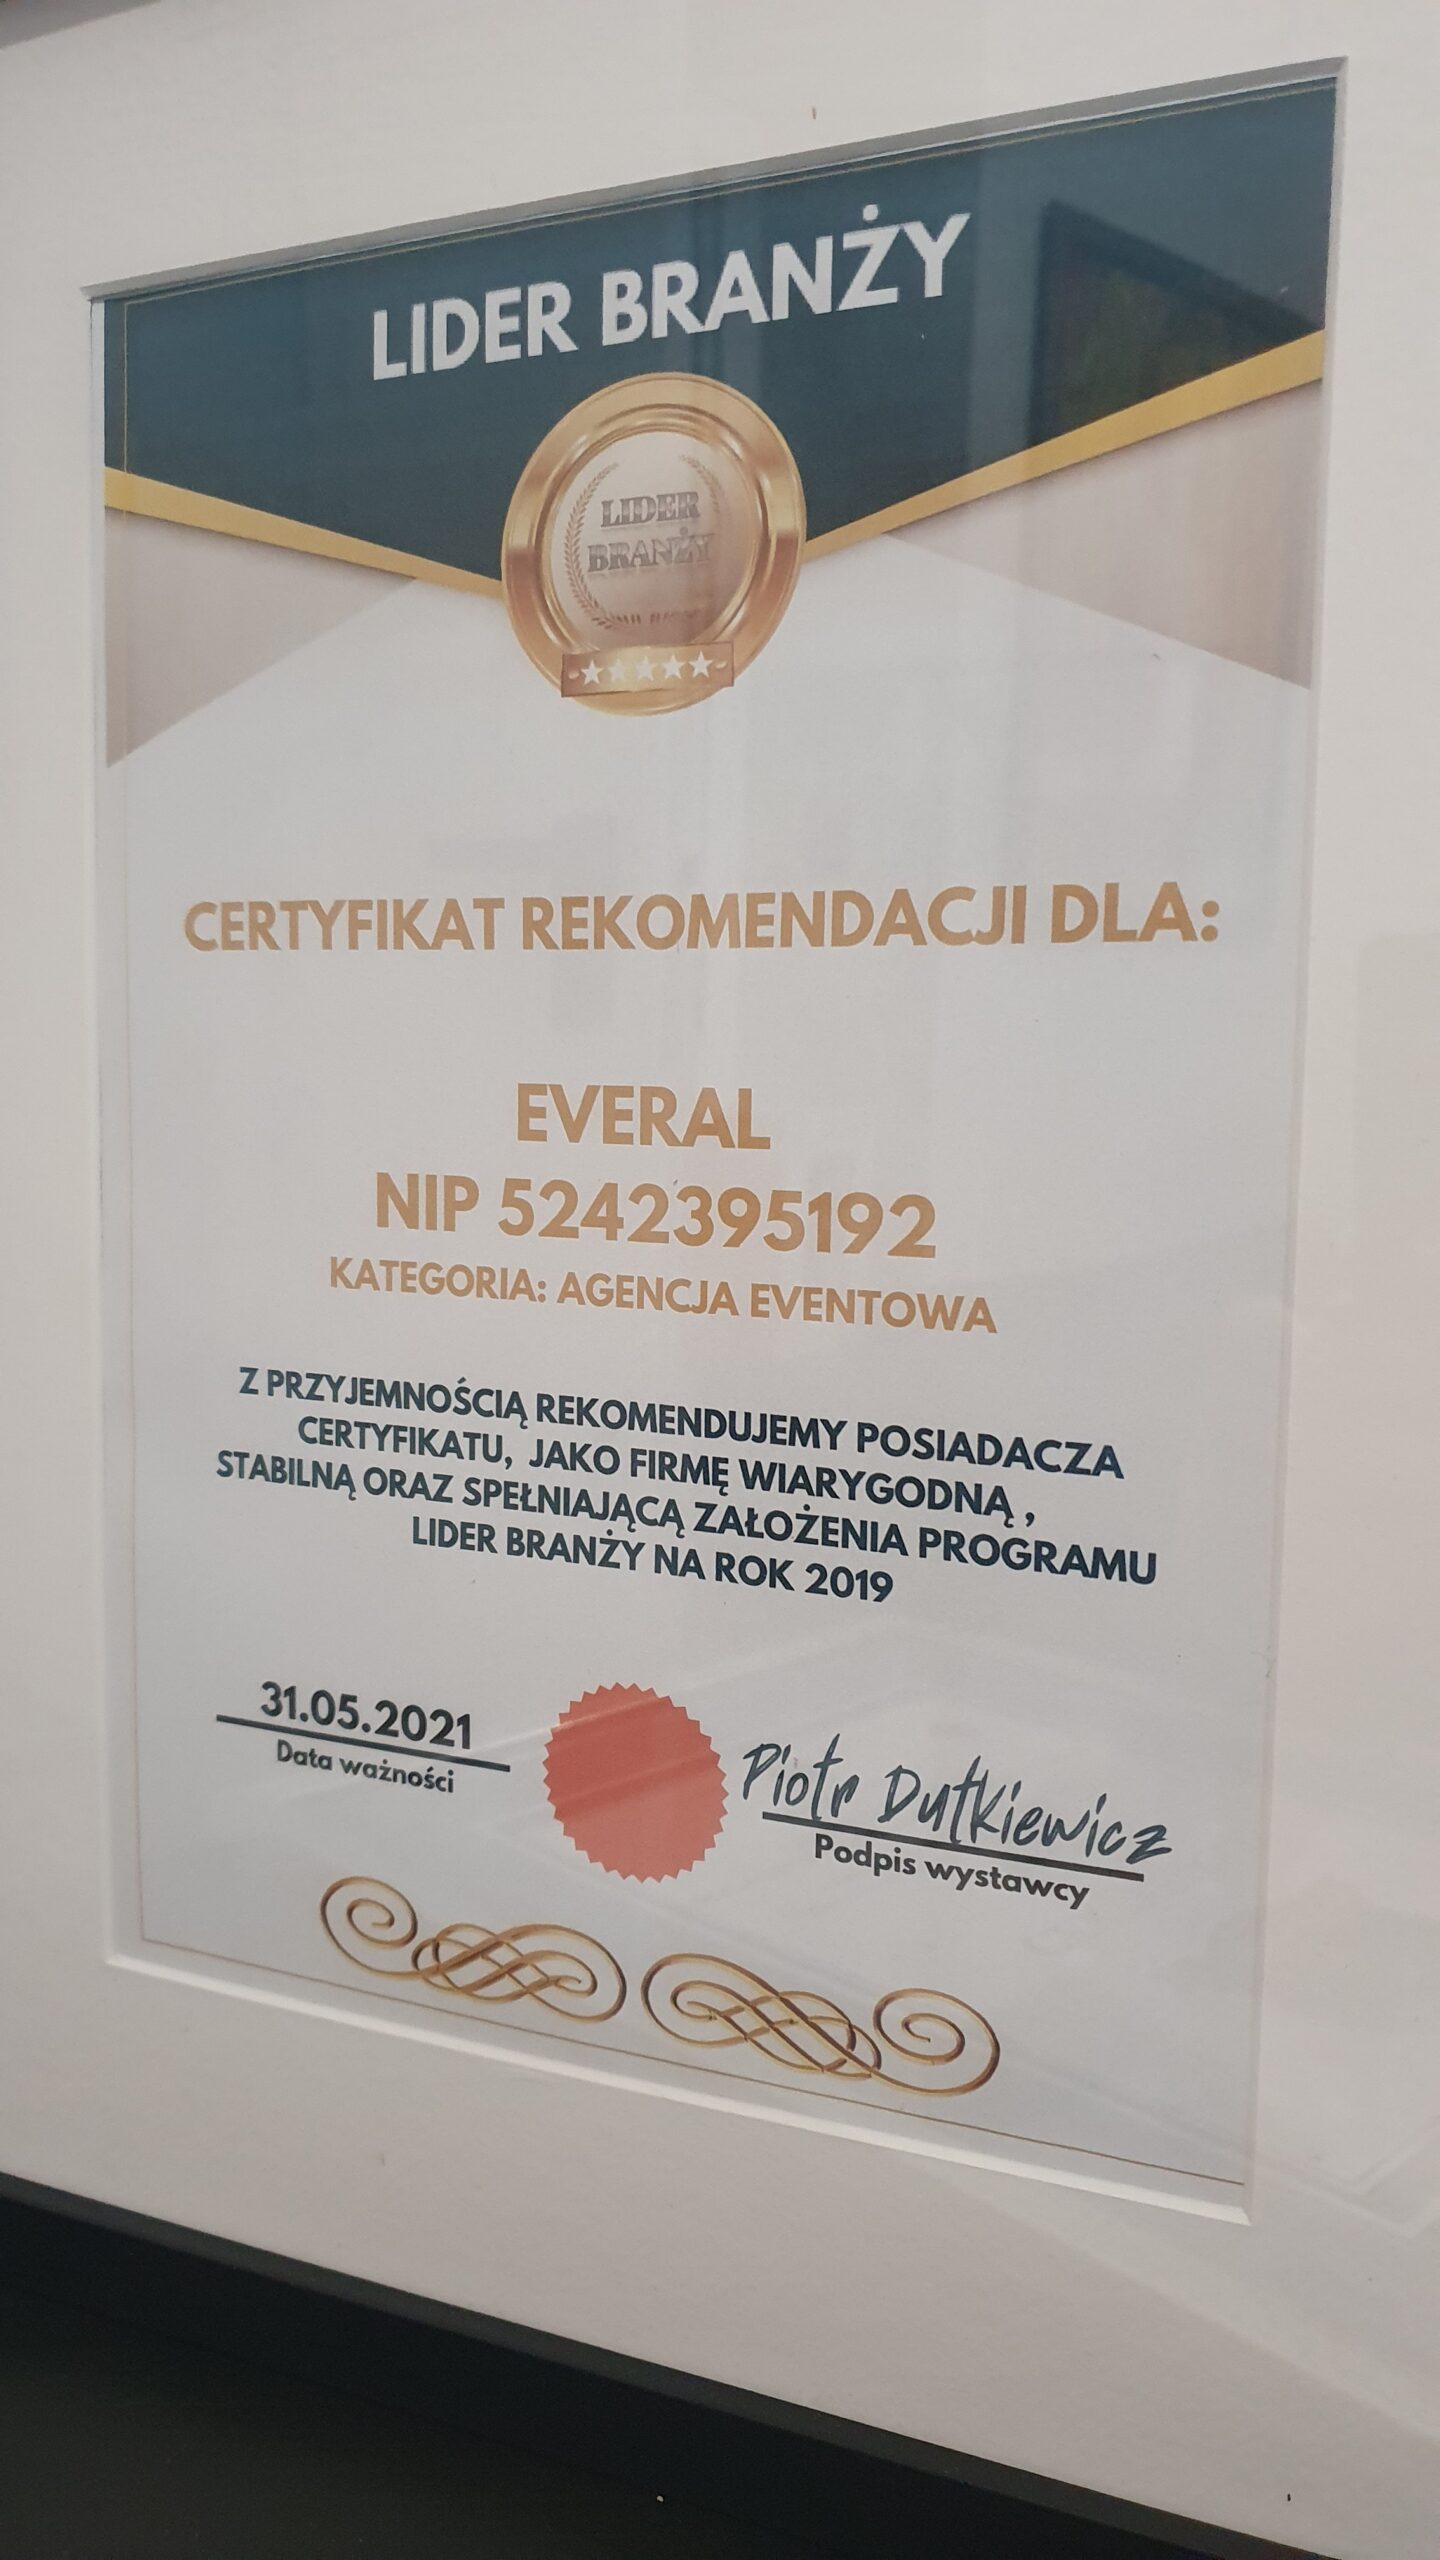 LIDER BRANŻY
LIDER
BRANŻY
CERTYFIKAT REKOMENDACJI DLA:
EVERAL
NIP 5242395192
KATEGORIA: AGENCJA EVENTOWA
Z PRZYJEMNOŚCIĄ REKOMENDUJEMY POSIADACZA
CERTYFIKATU, JAKO FIRMĘ WIARYGODNĄ ,
STABILNĄ ORAZ SPEŁNIAJĄCĄ ZAŁOŻENIA PROGRAMU
LIDER BRANŻY NA ROK 2019
31.05.2021
Data ważności
Piotr Dutkiewicz
Podpis wystawcy